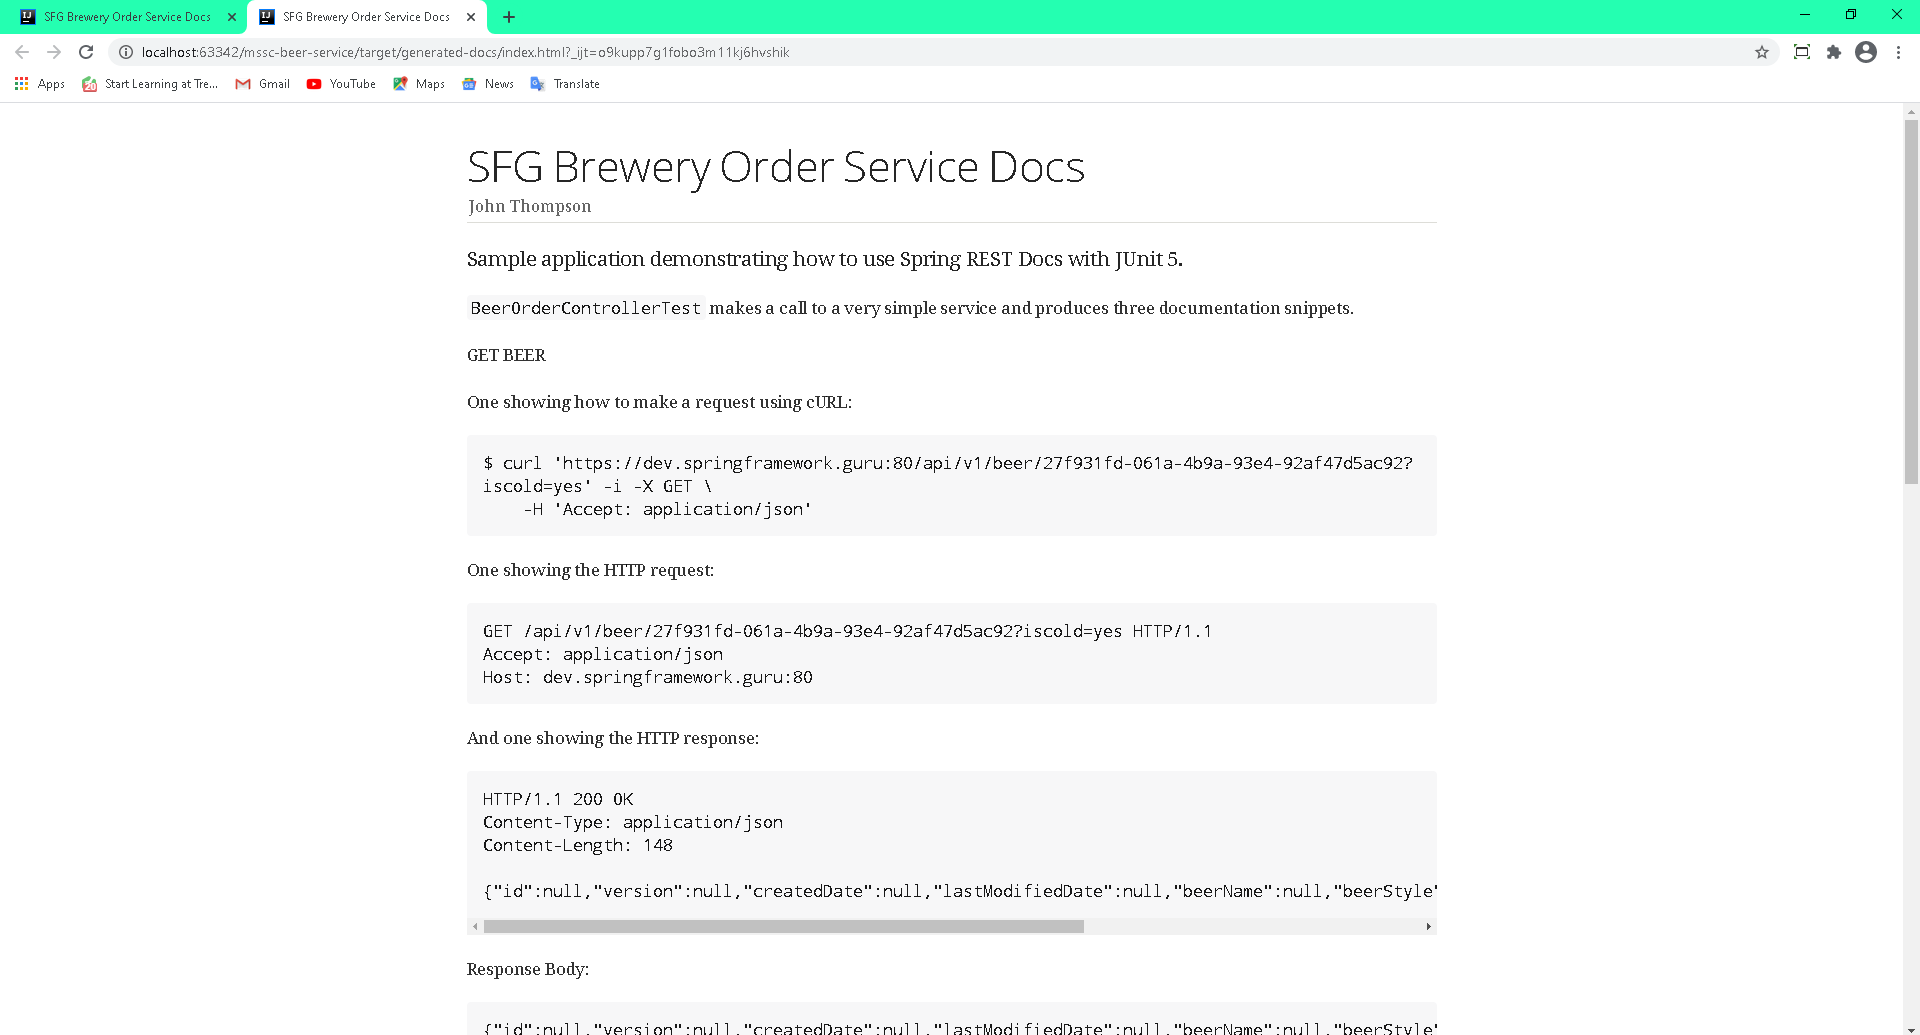 SFG Brewery Order Service Docs
SFG Brewery Order Service Docs
localhost:63342/mssc-beer-service/target/generated-docs/index.html?_ijt=o9kupp7g1fobo3m11kj6hvshik
Apps
Start Learning at Tre...
Gmail
YouTube
Maps
News
Translate
SFG Brewery Order Service Docs
John Thompson
Sample application demonstrating how to use Spring REST Docs with JUnit 5.
BeerOrderControllerTest makes a call to a very simple service and produces three documentation snippets.
GET BEER
One showing how to make a request using cURL:
$ curl 'https://dev.springframework.guru:80/api/v1/beer/27f931fd-061a-4b9a-93e4-92af47d5ac92?
iscold=yes' -i -X GET \
    -H 'Accept: application/json'
One showing the HTTP request:
GET /api/v1/beer/27f931fd-061a-4b9a-93e4-92af47d5ac92?iscold=yes HTTP/1.1
Accept: application/json
Host: dev.springframework.guru:80
And one showing the HTTP response:
HTTP/1.1 200 OK
Content-Type: application/json
Content-Length: 148
{"id":null,"version":null,"createdDate":null,"lastModifiedDate":null,"beerName":null,"beerStyle"
Response Body:
{"id":null,"version":null,"createdDate":null,"lastModifiedDate":null,"beerName":null,"beerStyle"